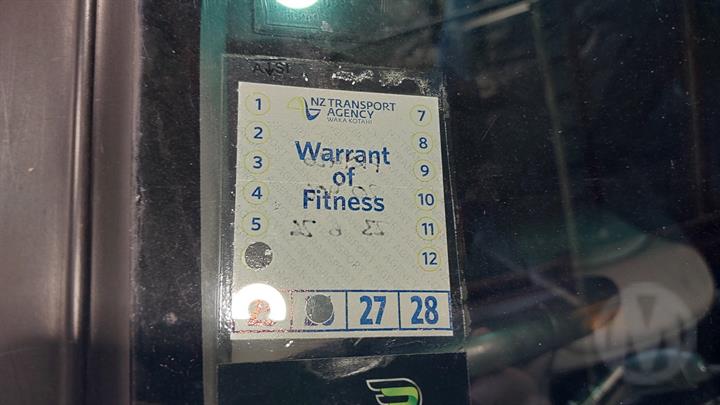 1 NZ TRANSPORT 7
AGENCY
WAKA KOTAHI
2 8
Warrant
3 of 9
4 Fitness 10
5 11
12
27 28